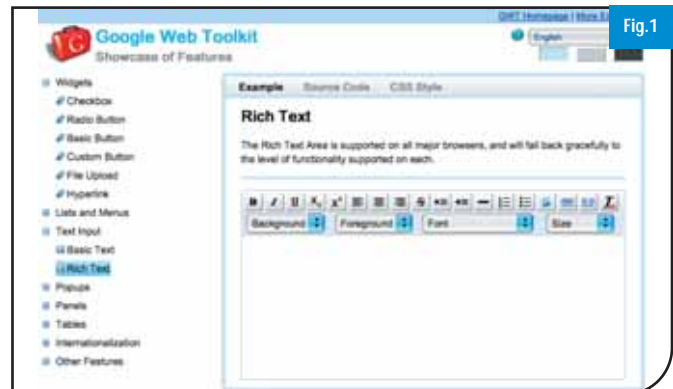 GWT Homepage | More
Fig.1
Google Web Toolkit
Showcase of Features
English
Widgets
Checkbox
Radio Button
Basic Button
Custom Button
File Upload
Hyperlink
Lists and Menus
Text Input
Basic Text
Rich Text
Popups
Panels
Tables
Internationalization
Other Features
Example Source Code CSS Style
Rich Text
The Rich Text Area is supported on all major browsers, and will fall back gracefully to
the level of functionality supported on each.
B I U
Background Foreground Font Size